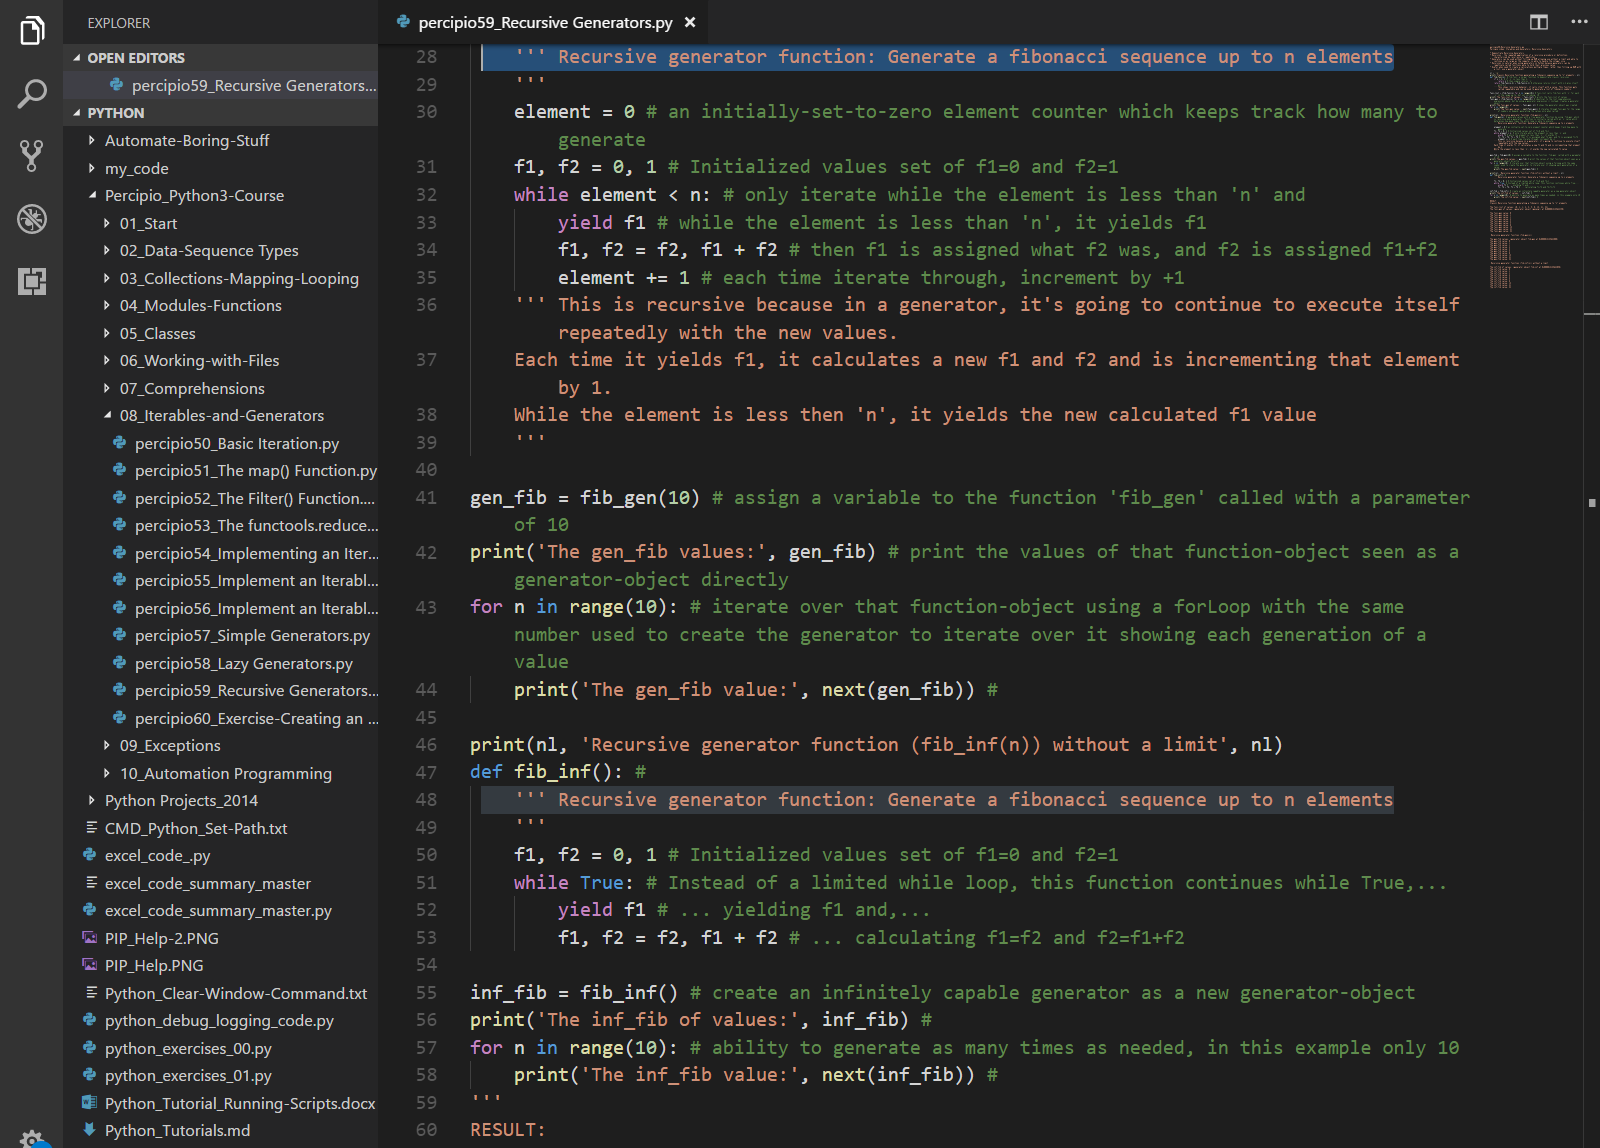 EXPLORER
OPEN EDITORS
percipio59_Recursive Generators...
PYTHON
Automate-Boring-Stuff
my_code
Percipio_Python3-Course
01_Start
02_Data-Sequence Types
03_Collections-Mapping-Looping
04_Modules-Functions
05_Classes
06_Working-with-Files
07_Comprehensions
08_Iterables-and-Generators
percipio50_Basic Iteration.py
percipio51_The map() Function.py
percipio52_The Filter() Function....
percipio53_The functools.reduce...
percipio54_Implementing an Iter...
percipio55_Implement an Iterabl...
percipio56_Implement an Iterabl...
percipio57_Simple Generators.py
percipio58_Lazy Generators.py
percipio59_Recursive Generators...
percipio60_Exercise-Creating an ...
09_Exceptions
10_Automation Programming
Python Projects_2014
CMD_Python_Set-Path.txt
excel_code_.py
excel_code_summary_master
excel_code_summary_master.py
PIP_Help-2.PNG
PIP_Help.PNG
Python_Clear-Window-Command.txt
python_debug_logging_code.py
python_exercises_00.py
python_exercises_01.py
Python_Tutorial_Running-Scripts.docx
Python_Tutorials.md
percipio59_Recursive Generators.py
28 ''' Recursive generator function: Generate a fibonacci sequence up to n elements
29 '''
30 element = 0 # an initially-set-to-zero element counter which keeps track how many to
generate
31 f1, f2 = 0, 1 # Initialized values set of f1=0 and f2=1
32 while element < n: # only iterate while the element is less than 'n' and
33 yield f1 # while the element is less than 'n', it yields f1
34 f1, f2 = f2, f1 + f2 # then f1 is assigned what f2 was, and f2 is assigned f1+f2
35 element += 1 # each time iterate through, increment by +1
36 ''' This is recursive because in a generator, it's going to continue to execute itself
repeatedly with the new values.
37 Each time it yields f1, it calculates a new f1 and f2 and is incrementing that element
by 1.
38 While the element is less then 'n', it yields the new calculated f1 value
39 '''
40
41 gen_fib = fib_gen(10) # assign a variable to the function 'fib_gen' called with a parameter
of 10
42 print('The gen_fib values:', gen_fib) # print the values of that function-object seen as a
generator-object directly
43 for n in range(10): # iterate over that function-object using a forLoop with the same
number used to create the generator to iterate over it showing each generation of a
value
44 print('The gen_fib value:', next(gen_fib)) #
45
46 print(nl, 'Recursive generator function (fib_inf(n)) without a limit', nl)
47 def fib_inf(): #
48 ''' Recursive generator function: Generate a fibonacci sequence up to n elements
49 '''
50 f1, f2 = 0, 1 # Initialized values set of f1=0 and f2=1
51 while True: # Instead of a limited while loop, this function continues while True,...
52 yield f1 # ... yielding f1 and,...
53 f1, f2 = f2, f1 + f2 # ... calculating f1=f2 and f2=f1+f2
54
55 inf_fib = fib_inf() # create an infinitely capable generator as a new generator-object
56 print('The inf_fib of values:', inf_fib) #
57 for n in range(10): # ability to generate as many times as needed, in this example only 10
58 print('The inf_fib value:', next(inf_fib)) #
59 '''
60 RESULT: